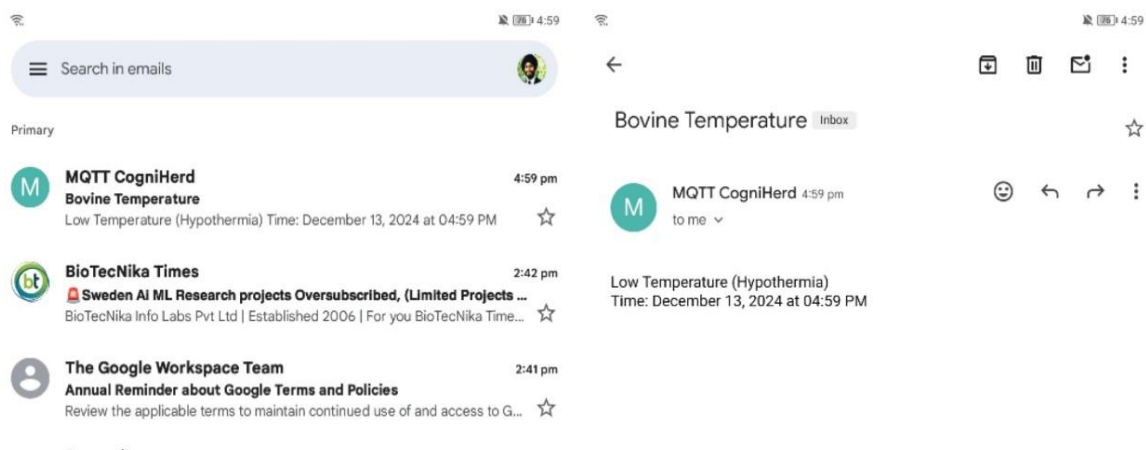 76 4:59
Search in emails
Primary
M
MQTT CogniHerd 4:59 pm
Bovine Temperature
Low Temperature (Hypothermia) Time: December 13, 2024 at 04:59 PM
bt
BioTecNika Times 2:42 pm
🚨Sweden AI ML Research projects Oversubscribed, (Limited Projects ...
BioTecNika Info Labs Pvt Ltd | Established 2006 | For you BioTecNika Time...
The Google Workspace Team 2:41 pm
Annual Reminder about Google Terms and Policies
Review the applicable terms to maintain continued use of and access to G...
76 4:59
Bovine Temperature Inbox
M
MQTT CogniHerd 4:59 pm
to me
Low Temperature (Hypothermia)
Time: December 13, 2024 at 04:59 PM